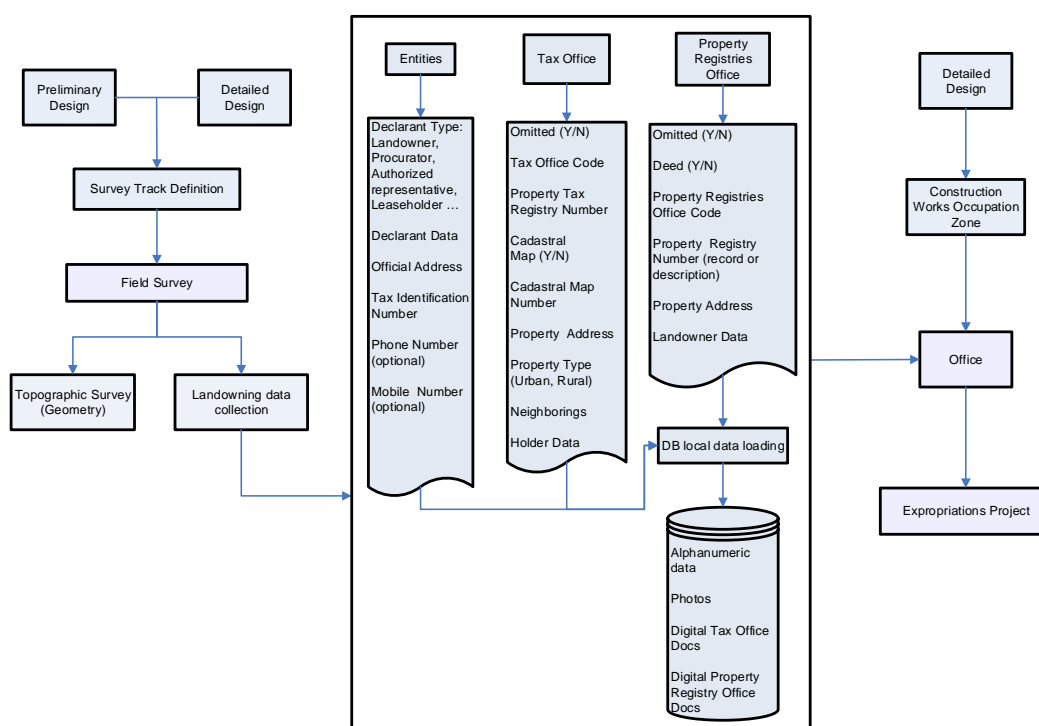 Preliminary
Design
Detailed
Design
Survey Track Definition
Field Survey
Topographic Survey
(Geometry)
Landowning data
collection
Entities
Declarant Type:
Landowner,
Procurator,
Authorized
representative,
Leaseholder ...
Declarant Data
Official Address
Tax Identification
Number
Phone Number
(optional)
Mobile Number
(optional)
Tax Office
Omitted (Y/N)
Tax Office Code
Property Tax
Registry Number
Cadastral
Map (Y/N)
Cadastral Map
Number
Property Address
Property Type
(Urban, Rural)
Neighborings
Holder Data
Property
Registries
Office
Omitted (Y/N)
Deed (Y/N)
Property Registries
Office Code
Property Registry
Number (record or
description)
Property Address
Landowner Data
DB local data loading
Alphanumeric
data
Photos
Digital Tax Office
Docs
Digital Property
Registry Office
Docs
Detailed
Design
Construction
Works Occupation
Zone
Office
Expropriations Project